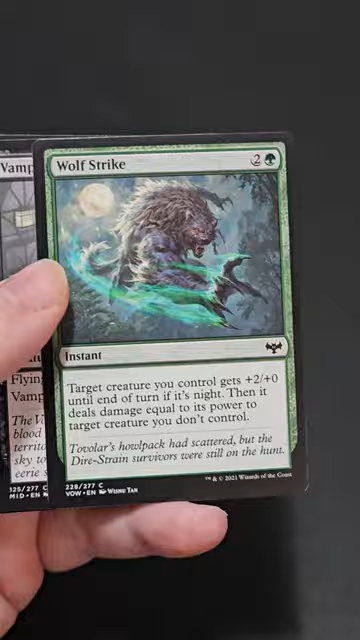 Vamp
Wolf Strike
2
Instant
Target creature you control gets +2/+0
until end of turn if it's night. Then it
deals damage equal to its power to
target creature you don't control.
Tovolar's howlpack had scattered, but the
Dire-Strain survivors were still on the hunt.
228/277 C
VOW • EN Wisnu Tan
™ & © 2021 Wizards of the Coast
Flying
Vamp
The Vo
blood
territo
sky to
eerie s
125/277 C
MID • EN